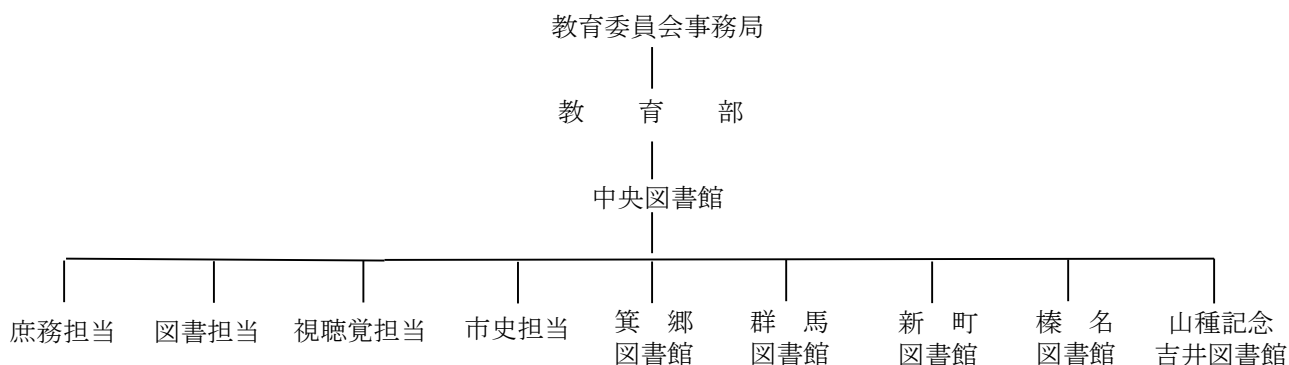 教育委員会事務局
教　育　部
中央図書館
庶務担当
図書担当
視聴覚担当
市史担当
箕　郷
図書館
群　馬
図書館
新　町
図書館
榛　名
図書館
山種記念
吉井図書館